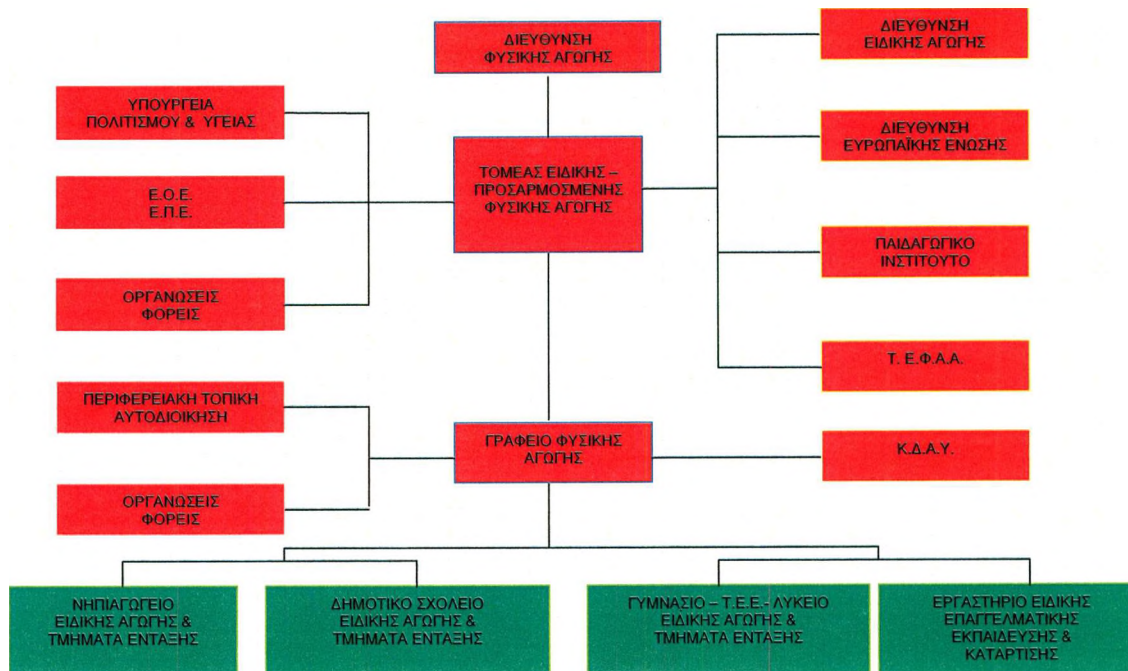 ΔΙΕΥΘΥΝΣΗ
ΦΥΣΙΚΗΣ ΑΓΩΓΗΣ
ΔΙΕΥΘΥΝΣΗ
ΕΙΔΙΚΗΣ ΑΓΩΓΗΣ
ΥΠΟΥΡΓΕΙΑ
ΠΟΛΙΤΙΣΜΟΥ & ΥΓΕΙΑΣ
ΤΟΜΕΑΣ ΕΙΔΙΚΗΣ –
ΠΡΟΣΑΡΜΟΣΜΕΝΗΣ
ΦΥΣΙΚΗΣ ΑΓΩΓΗΣ
ΔΙΕΥΘΥΝΣΗ
ΕΥΡΩΠΑΪΚΗΣ ΕΝΩΣΗΣ
Ε.Ο.Ε.
Ε.Π.Ε.
ΠΑΙΔΑΓΩΓΙΚΟ
ΙΝΣΤΙΤΟΥΤΟ
ΟΡΓΑΝΩΣΕΙΣ
ΦΟΡΕΙΣ
Τ. Ε.Φ.Α.Α.
ΠΕΡΙΦΕΡΕΙΑΚΗ ΤΟΠΙΚΗ
ΑΥΤΟΔΙΟΙΚΗΣΗ
ΓΡΑΦΕΙΟ ΦΥΣΙΚΗΣ
ΑΓΩΓΗΣ
Κ.Δ.Α.Υ.
ΟΡΓΑΝΩΣΕΙΣ
ΦΟΡΕΙΣ
ΝΗΠΙΑΓΩΓΕΙΟ
ΕΙΔΙΚΗΣ ΑΓΩΓΗΣ &
ΤΜΗΜΑΤΑ ΕΝΤΑΞΗΣ
ΔΗΜΟΤΙΚΟ ΣΧΟΛΕΙΟ
ΕΙΔΙΚΗΣ ΑΓΩΓΗΣ &
ΤΜΗΜΑΤΑ ΕΝΤΑΞΗΣ
ΓΥΜΝΑΣΙΟ – Τ.Ε.Ε.- ΛΥΚΕΙΟ
ΕΙΔΙΚΗΣ ΑΓΩΓΗΣ &
ΤΜΗΜΑΤΑ ΕΝΤΑΞΗΣ
ΕΡΓΑΣΤΗΡΙΟ ΕΙΔΙΚΗΣ
ΕΠΑΓΓΕΛΜΑΤΙΚΗΣ
ΕΚΠΑΙΔΕΥΣΗΣ &
ΚΑΤΑΡΤΙΣΗΣ